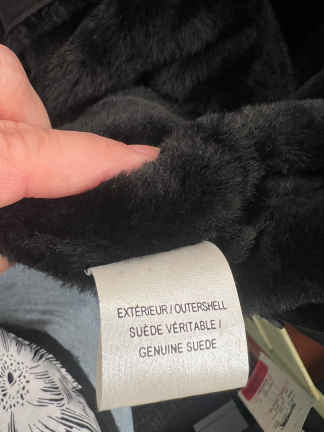 EXTÉRIEUR / OUTERSHELL
SUÈDE VÉRITABLE /
GENUINE SUEDE